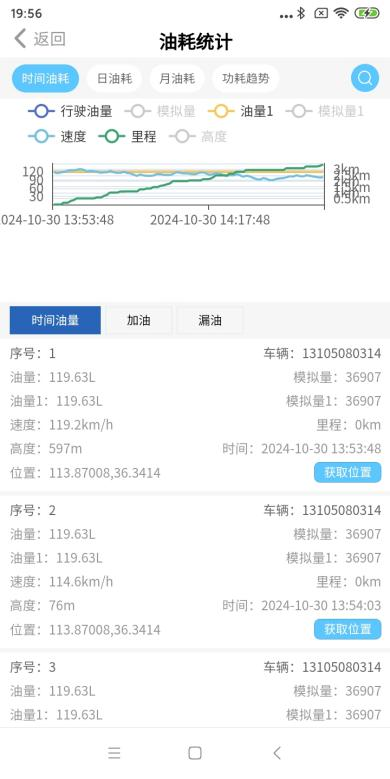 19:56
返回
油耗统计
时间油耗 日油耗 月油耗 功耗趋势
行驶油量 模拟量 油量1 模拟量1
速度 里程 高度
120
90
60
30
3km
2.5km
2km
1.5km
1km
0.5km
024-10-30 13:53:48 2024-10-30 14:17:48
时间油量 加油 漏油
序号：1 车辆：13105080314
油量：119.63L 模拟量：36907
油量1：119.63L 模拟量1：36907
速度：119.2km/h 里程：0km
高度：597m 时间：2024-10-30 13:53:48
位置：113.87008,36.3414 获取位置
序号：2 车辆：13105080314
油量：119.63L 模拟量：36907
油量1：119.63L 模拟量1：36907
速度：114.6km/h 里程：0km
高度：76m 时间：2024-10-30 13:54:03
位置：113.87008,36.3414 获取位置
序号：3 车辆：13105080314
油量：119.63L 模拟量：36907
油量1：119.63L 模拟量1：36907